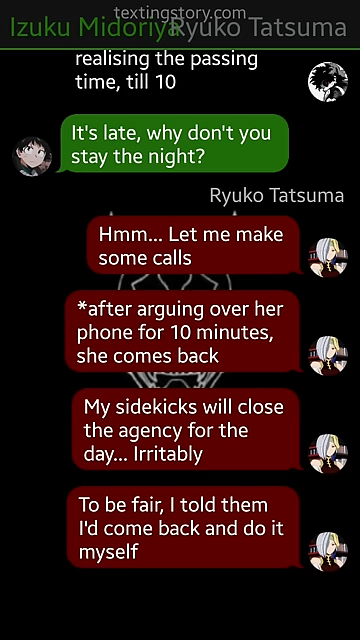 textingstory.com
Izuku Midoriya Ryuko Tatsuma
realising the passing
time, till 10
It's late, why don't you
stay the night?
Ryuko Tatsuma
Hmm... Let me make
some calls
*after arguing over her
phone for 10 minutes,
she comes back
My sidekicks will close
the agency for the
day... Irritably
To be fair, I told them
I'd come back and do it
myself